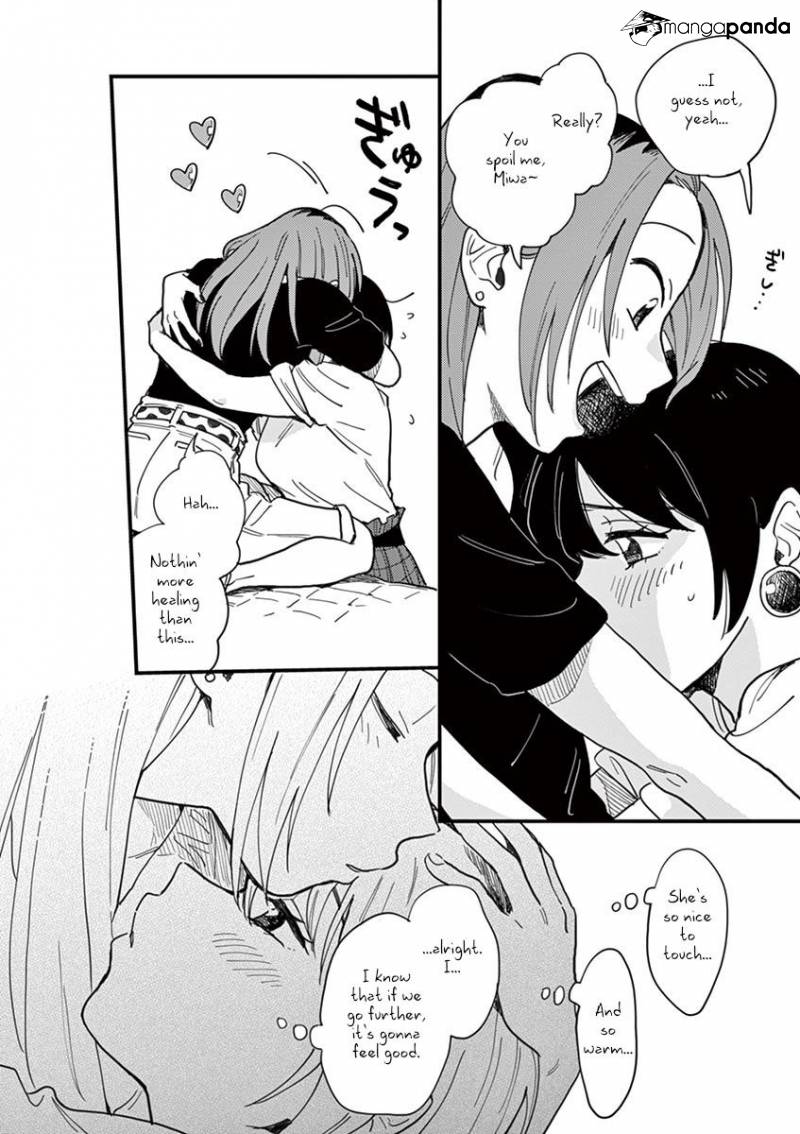 mangapanda
...I
guess not,
yeah...
Really?
You
spoil me,
Miwa~
ぎっ...
ぎゅうっ
Hah...
Nothin'
more
healing
than
this...
She's
so nice
to
touch...
And
so
warm...
...alright.
I...
I know
that if we
go further,
it's gonna
feel good.